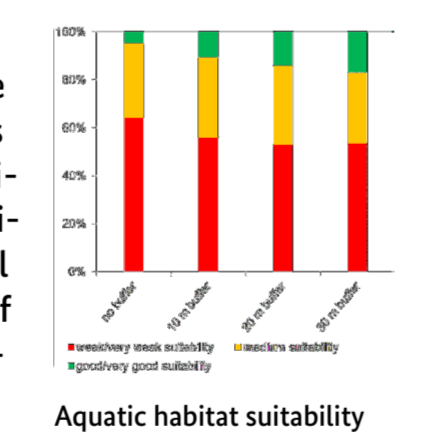 100%
80%
60%
40%
20%
0%
no buffer
10 m buffer
20 m buffer
30 m buffer
weak/very weak suitability
medium suitability
good/very good suitability
e
s
i-
i-
l
f
-
Aquatic habitat suitability